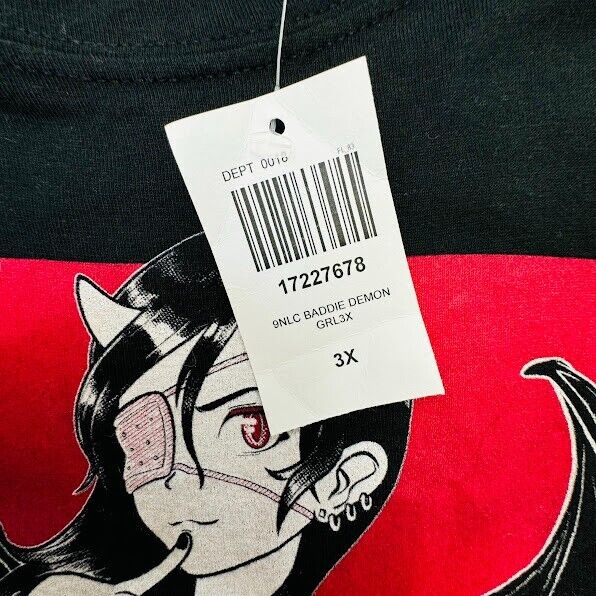 DEPT 0018
17227678
9NLC BADDIE DEMON
GRL3X
3X